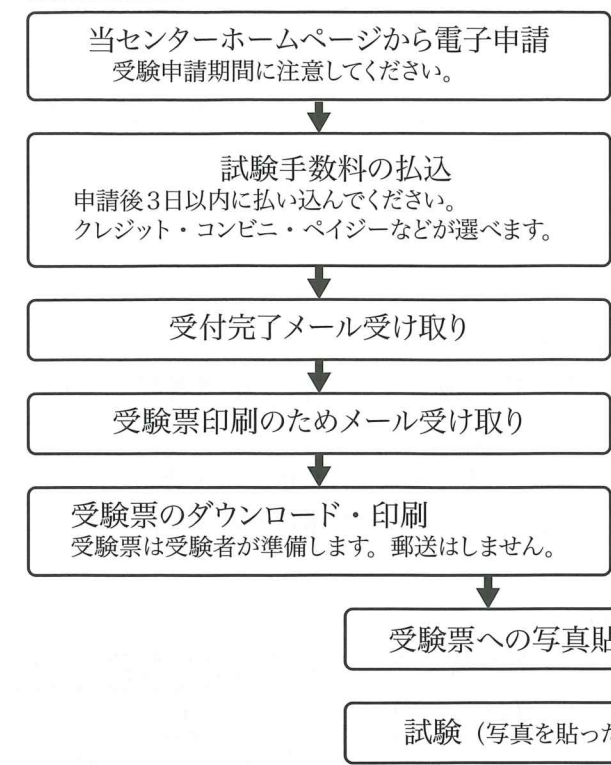 当センターホームページから電子申請
受験申請期間に注意してください。
試験手数料の払込
申請後3日以内に払い込んでください。
クレジット・コンビニ・ペイジーなどが選べます。
受付完了メール受け取り
受験票印刷のためメール受け取り
受験票のダウンロード・印刷
受験票は受験者が準備します。郵送はしません。
受験票への写真貼
試験（写真を貼った